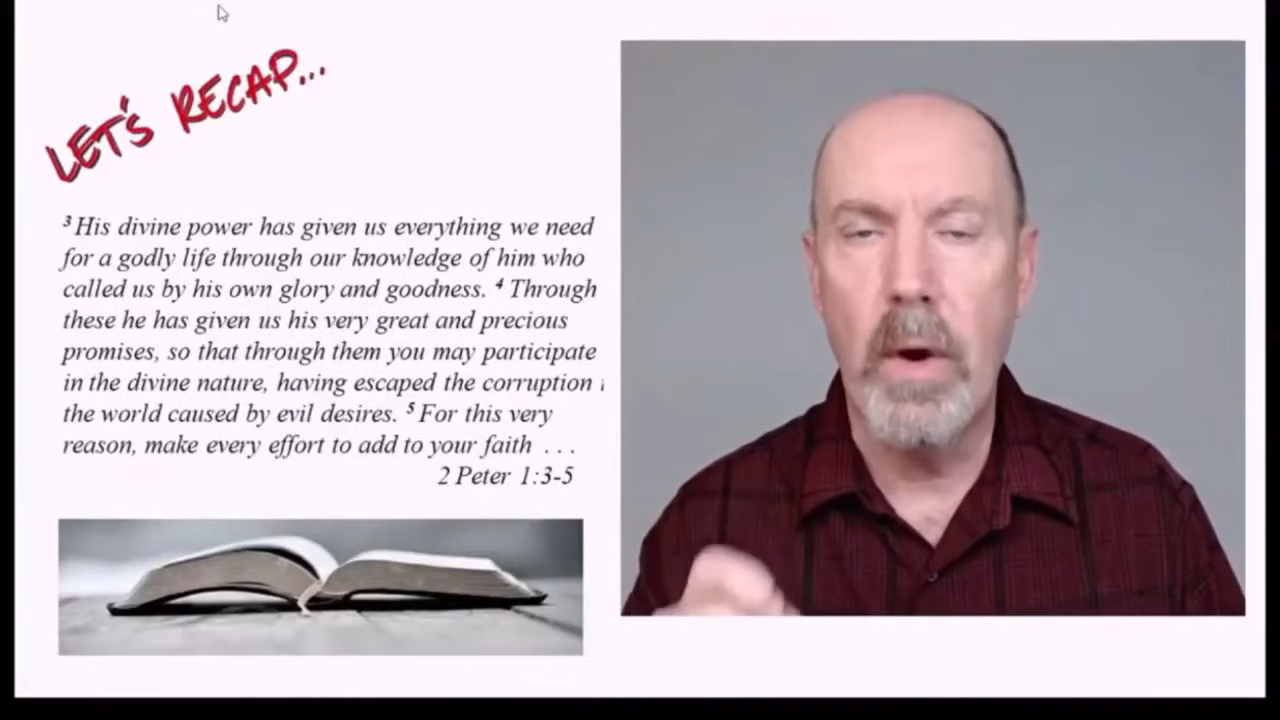 LET'S RECAP...
³ His divine power has given us everything we need
for a godly life through our knowledge of him who
called us by his own glory and goodness. ⁴ Through
these he has given us his very great and precious
promises, so that through them you may participate
in the divine nature, having escaped the corruption
the world caused by evil desires. ⁵ For this very
reason, make every effort to add to your faith . . .
2 Peter 1:3-5